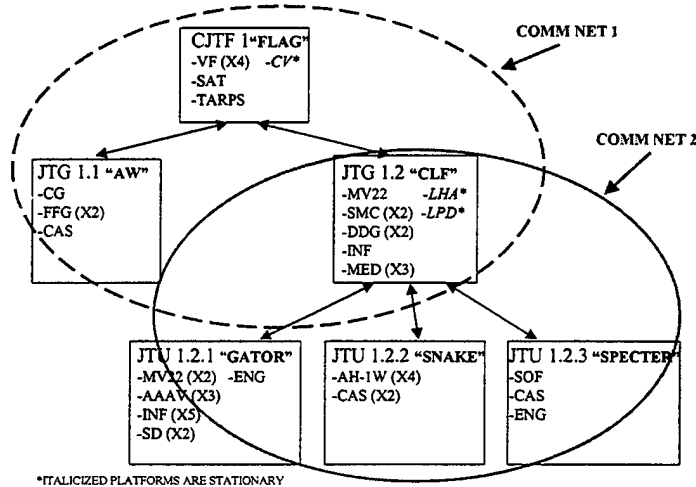 COMM NET 1
CJTF 1 "FLAG"
-VF (X4) -CV*
-SAT
-TARPS
COMM NET 2
JTG 1.1 "AW"
-CG
-FFG (X2)
-CAS
JTG 1.2 "CLF"
-MV22 -LHA*
-SMC (X2) -LPD*
-DDG (X2)
-INF
-MED (X3)
JTU 1.2.1 "GATOR"
-MV22 (X2) -ENG
-AAAV (X3)
-INF (X5)
-SD (X2)
JTU 1.2.2 "SNAKE"
-AH-1W (X4)
-CAS (X2)
JTU 1.2.3 "SPECTER"
-SOF
-CAS
-ENG
*ITALICIZED PLATFORMS ARE STATIONARY